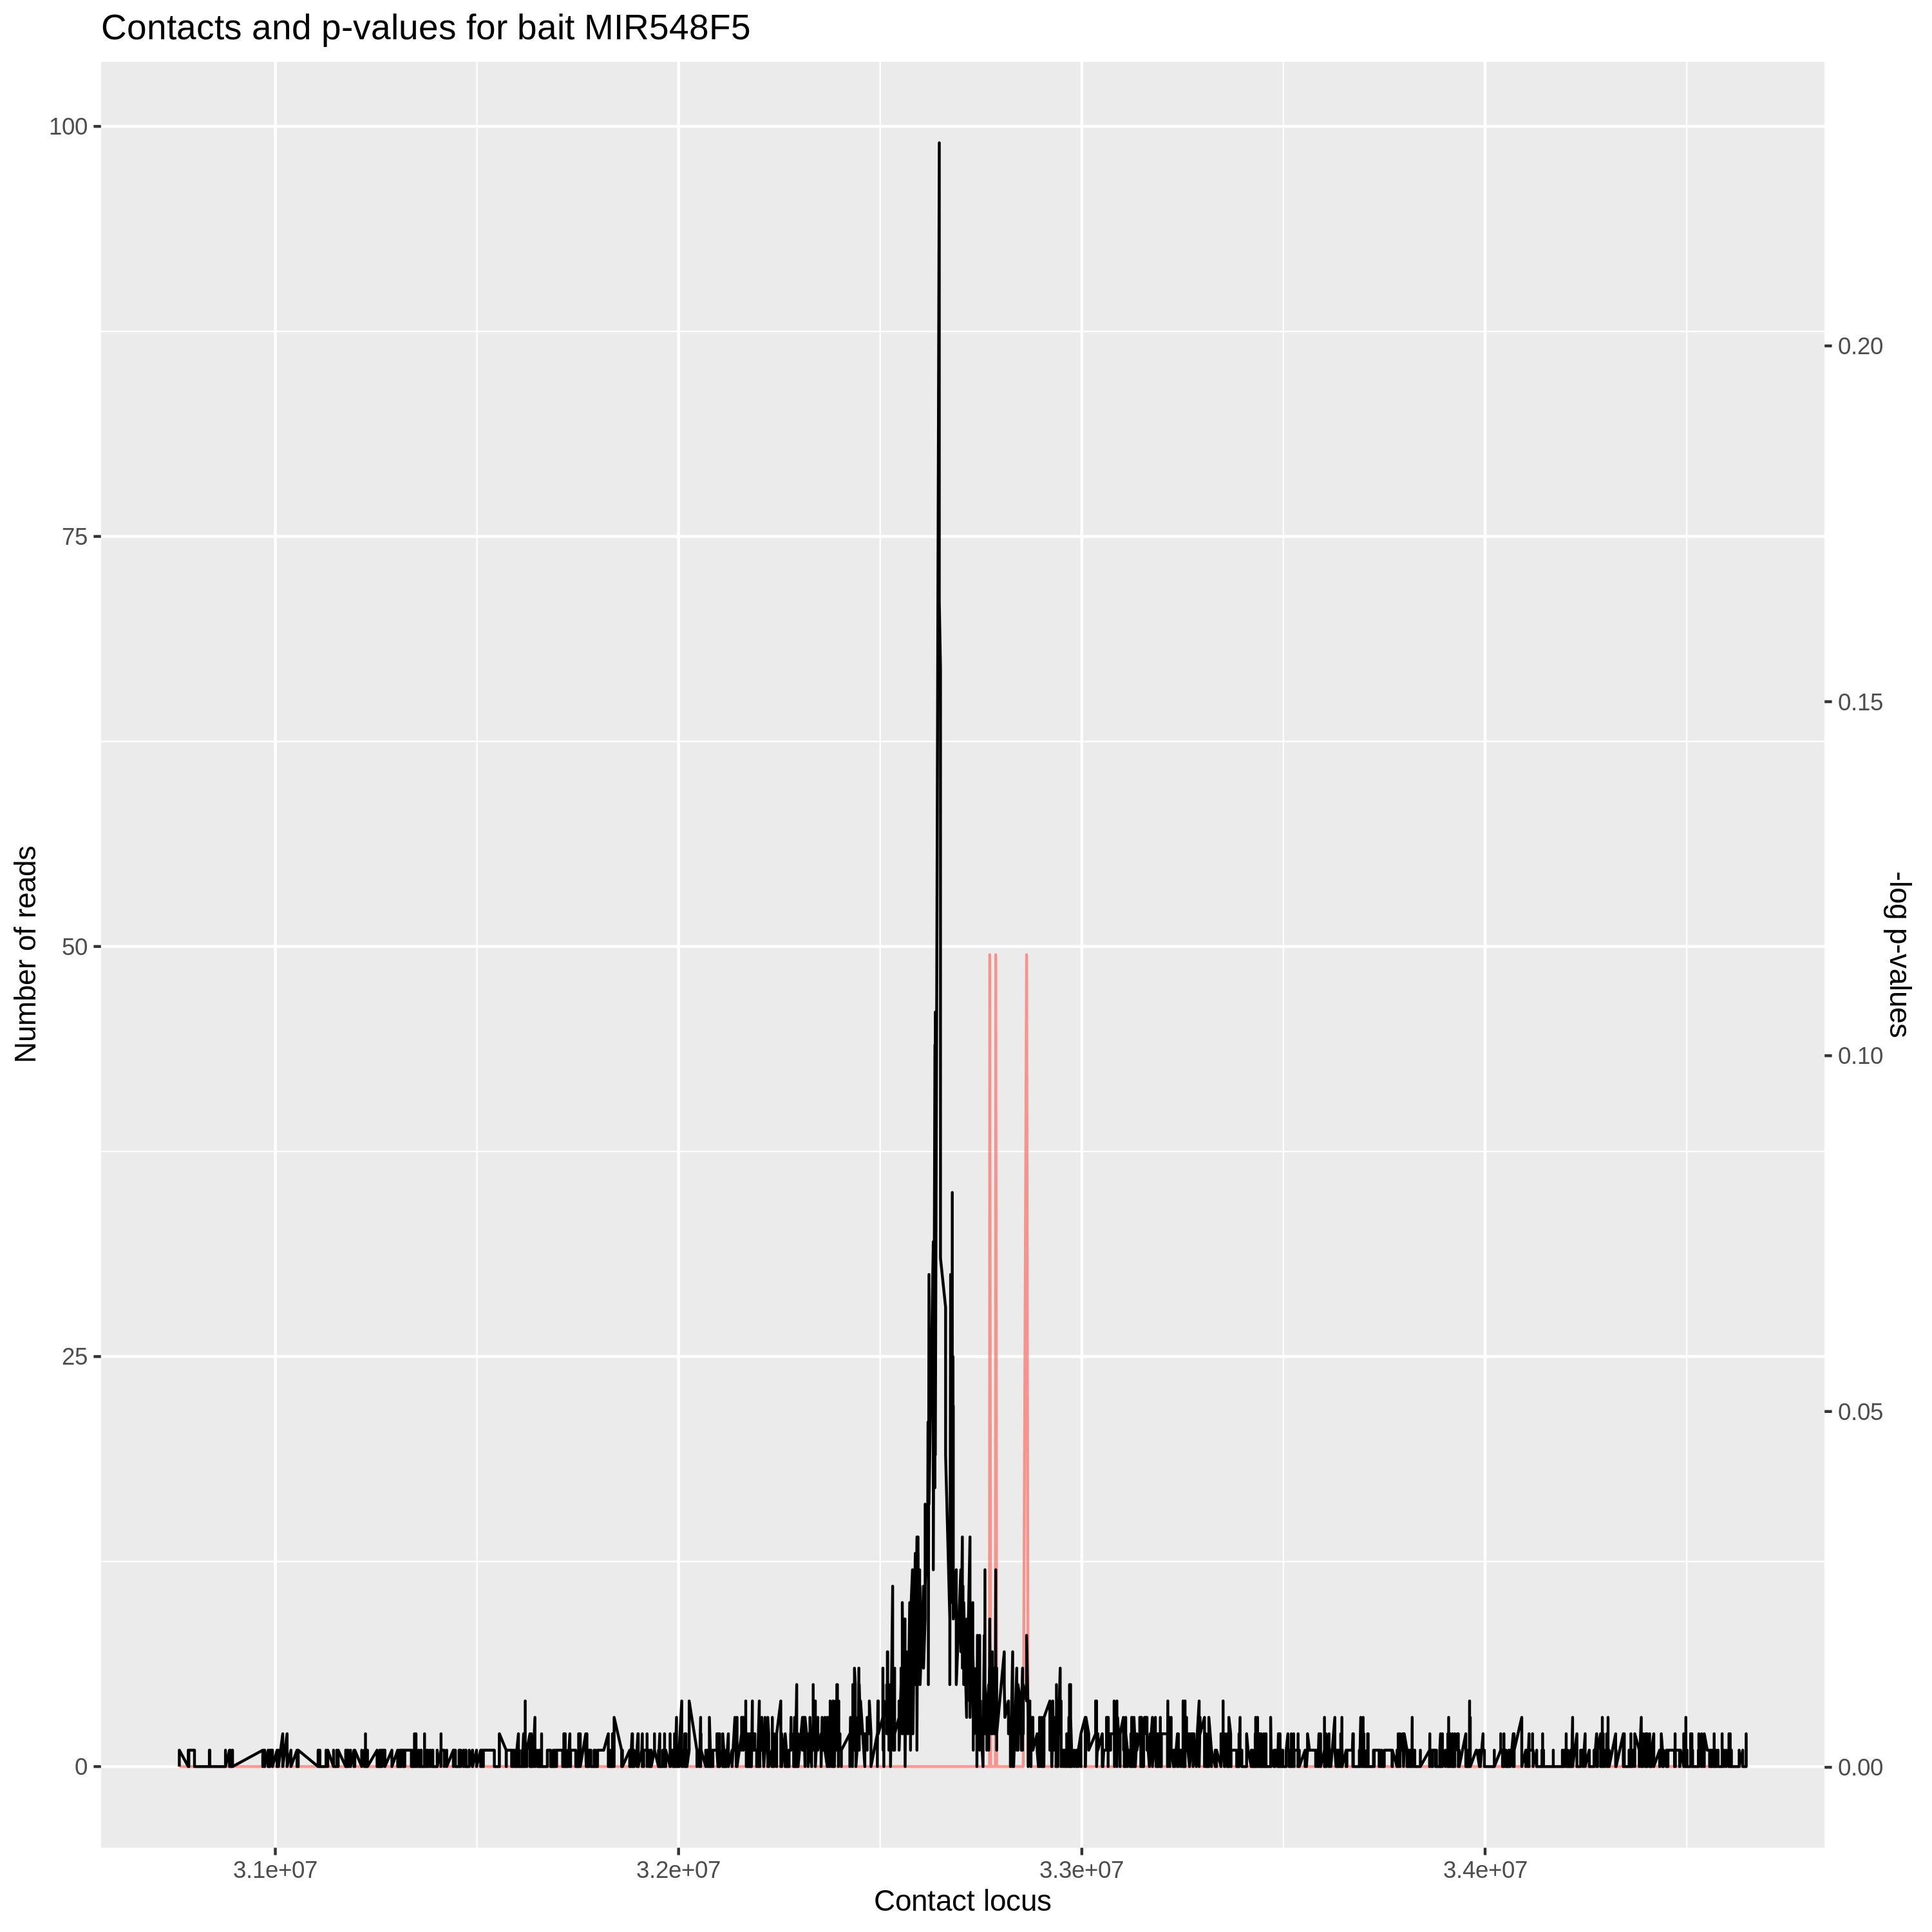 Contacts and p-values for bait MIR548F5
100
75
50
25
0
Number of reads
0.20
0.15
0.10
0.05
0.00
-log p-values
3.1e+07
3.2e+07
3.3e+07
3.4e+07
Contact locus